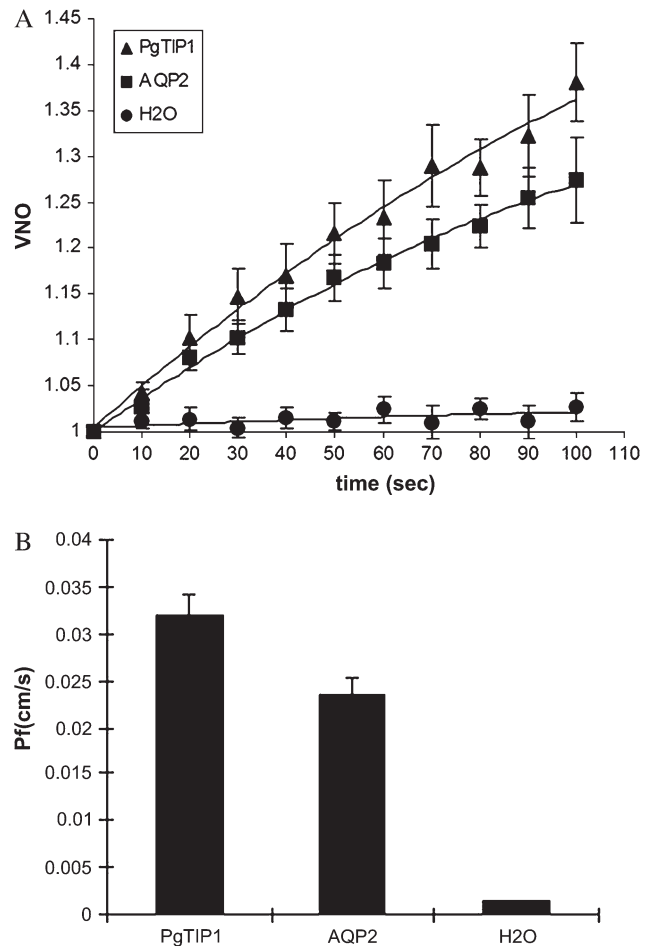 A
1.45
1.4
1.35
1.3
1.25
1.2
1.15
1.1
1.05
1
VNO
PgTIP1
AQP2
H2O
0 10 20 30 40 50 60 70 80 90 100 110
time (sec)
B
0.04
0.035
0.03
0.025
0.02
0.015
0.01
0.005
0
Pf(cm/s)
PgTIP1 AQP2 H2O